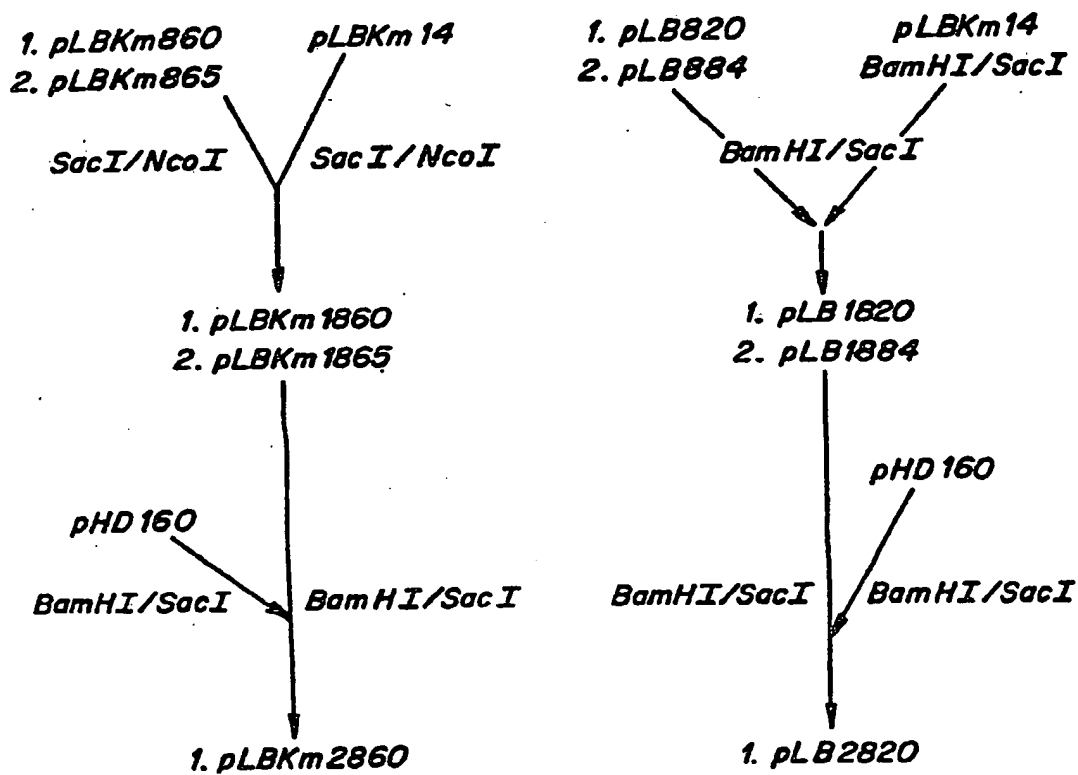 1. pLBKm860
2. pLBKm865
pLBKm14
SacI/NcoI
SacI/NcoI
1. pLBKm1860
2. pLBKm1865
pHD160
BamHI/SacI
BamHI/SacI
1. pLBKm2860
1. pLB820
2. pLB884
pLBKm14
BamHI/SacI
BamHI/SacI
1. pLB1820
2. pLB1884
pHD160
BamHI/SacI
BamHI/SacI
1. pLB2820